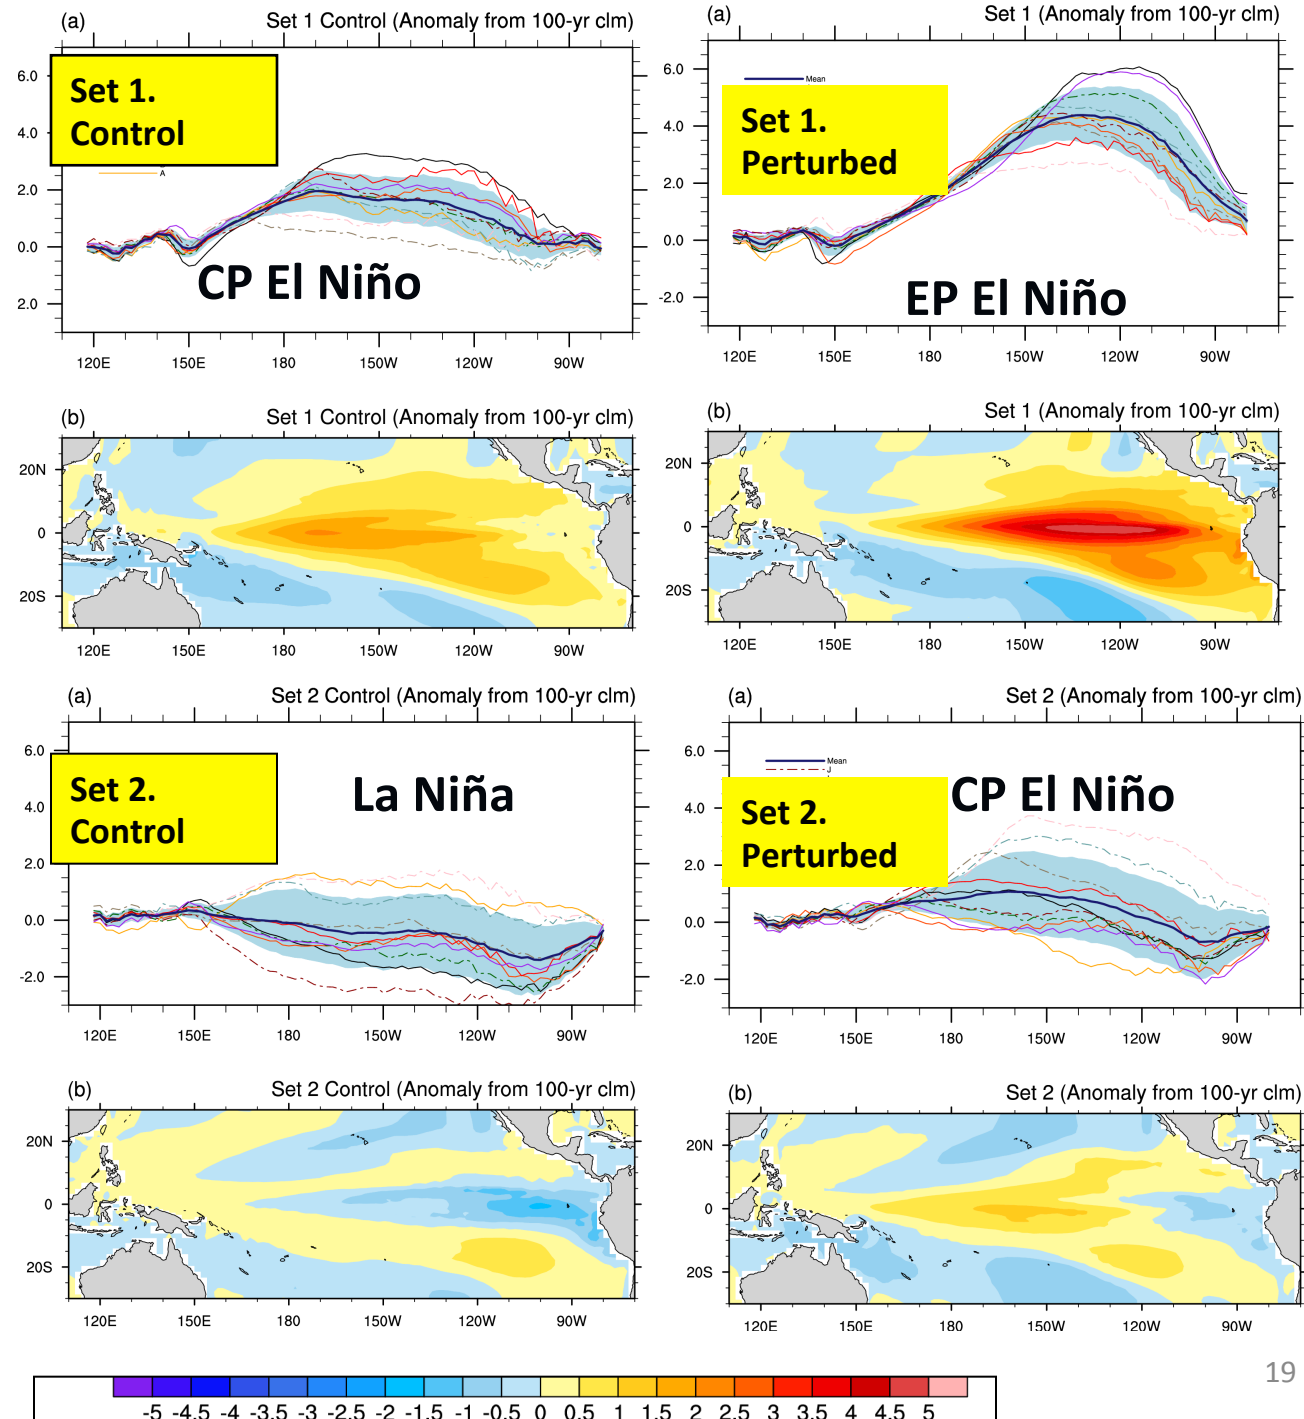 (a) Set 1 Control (Anomaly from 100-yr clm)
6.0
4.0
2.0
0.0
2.0
Set 1.
Control
A
CP El Niño
120E 150E 180 150W 120W 90W
(a) Set 1 (Anomaly from 100-yr clm)
6.0
4.0
2.0
0.0
-2.0
Mean
Set 1.
Perturbed
EP El Niño
120E 150E 180 150W 120W 90W
(b) Set 1 Control (Anomaly from 100-yr clm)
20N
0
20S
120E 150E 180 150W 120W 90W
(b) Set 1 (Anomaly from 100-yr clm)
20N
0
20S
120E 150E 180 150W 120W 90W
(a) Set 2 Control (Anomaly from 100-yr clm)
6.0
4.0
2.0
0.0
-2.0
Set 2.
Control
La Niña
120E 150E 180 150W 120W 90W
(a) Set 2 (Anomaly from 100-yr clm)
6.0
4.0
2.0
0.0
-2.0
Mean
J
Set 2.
Perturbed
CP El Niño
120E 150E 180 150W 120W 90W
(b) Set 2 Control (Anomaly from 100-yr clm)
20N
0
20S
120E 150E 180 150W 120W 90W
(b) Set 2 (Anomaly from 100-yr clm)
20N
0
20S
120E 150E 180 150W 120W 90W
19
-5 -4.5 -4 -3.5 -3 -2.5 -2 -1.5 -1 -0.5 0 0.5 1 1.5 2 2.5 3 3.5 4 4.5 5